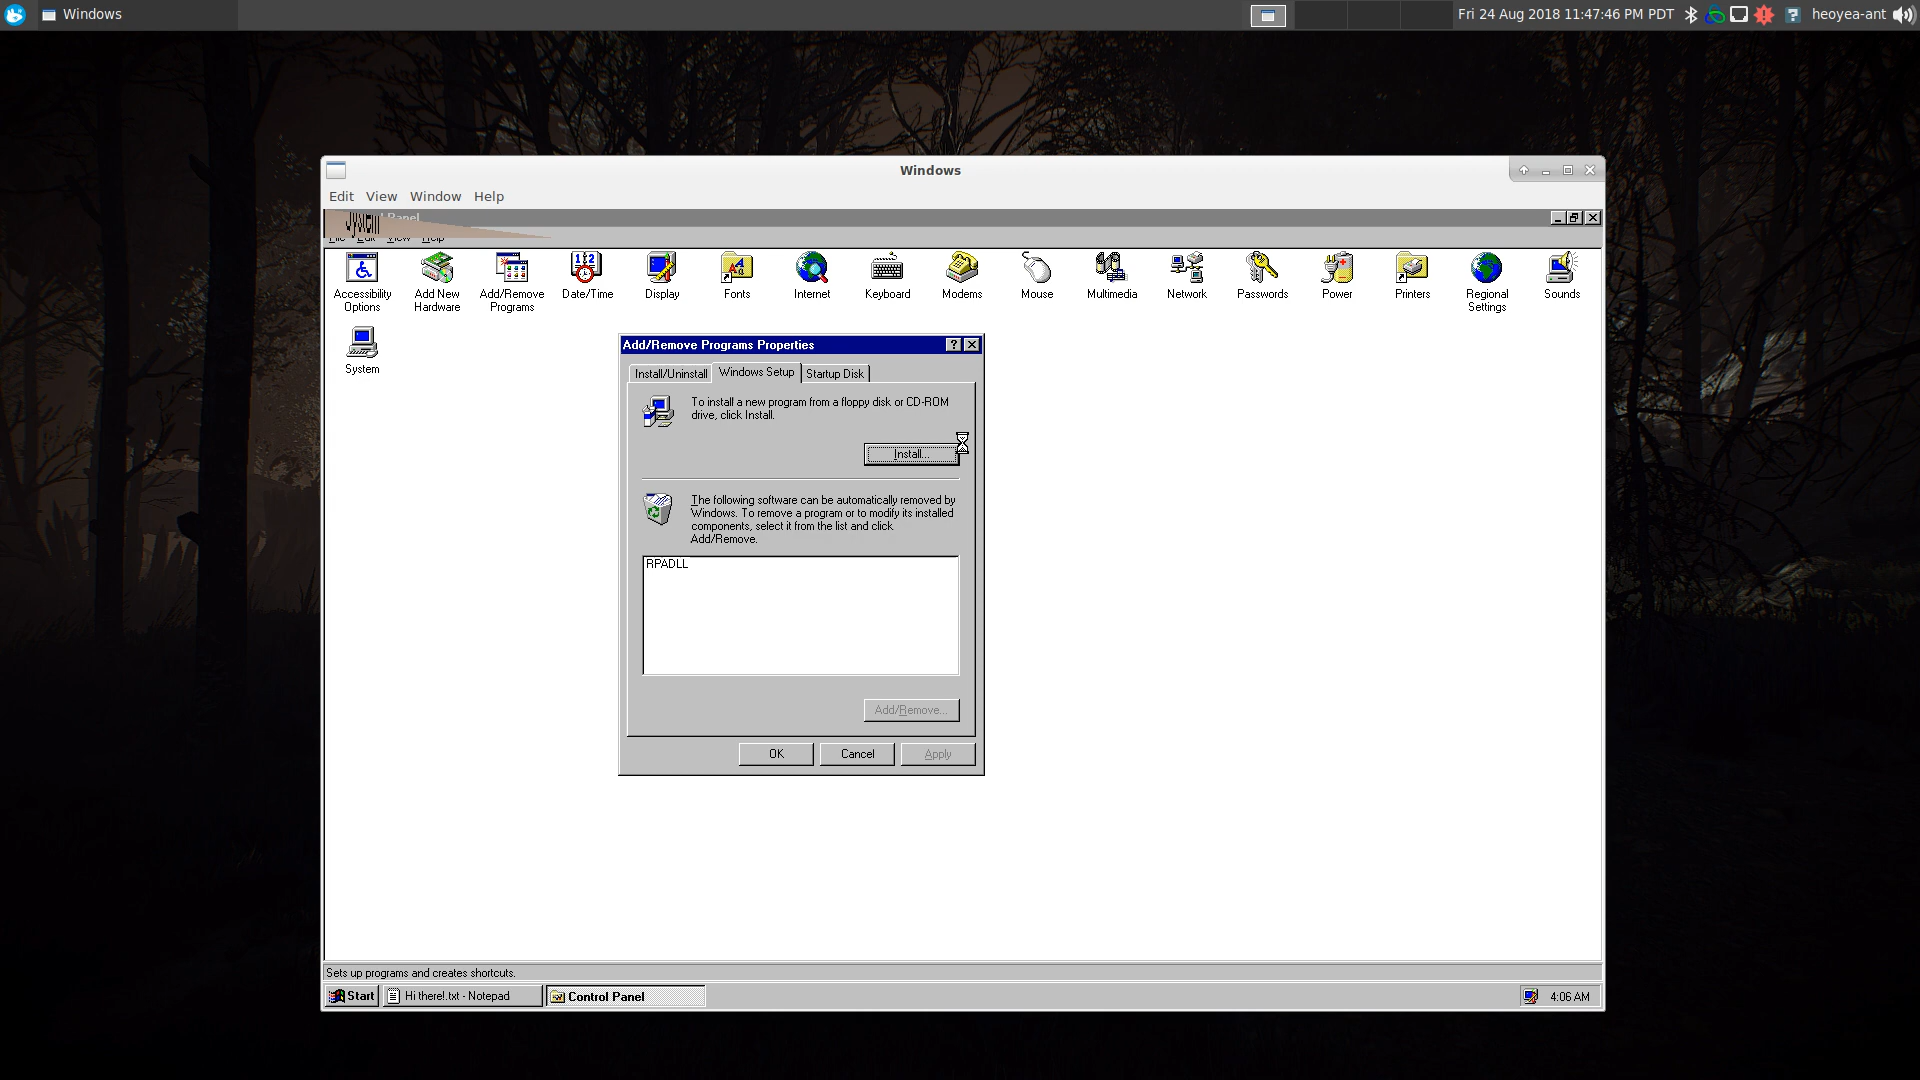 Windows
Fri 24 Aug 2018 11:47:46 PM PDT
heoyea-ant
Windows
Edit View Window Help
System
Panel
File Edit View Help
Accessibility
Options
Add New
Hardware
Add/Remove
Programs
Date/Time
Display
Fonts
Internet
Keyboard
Modems
Mouse
Multimedia
Network
Passwords
Power
Printers
Regional
Settings
Sounds
System
Add/Remove Programs Properties
Install/Uninstall Windows Setup Startup Disk
To install a new program from a floppy disk or CD-ROM
drive, click Install.
Install...
The following software can be automatically removed by
Windows. To remove a program or to modify its installed
components, select it from the list and click
Add/Remove.
RPADLL
Add/Remove...
OK Cancel Apply
Sets up programs and creates shortcuts.
Start Hi there!.txt - Notepad Control Panel 4:06 AM